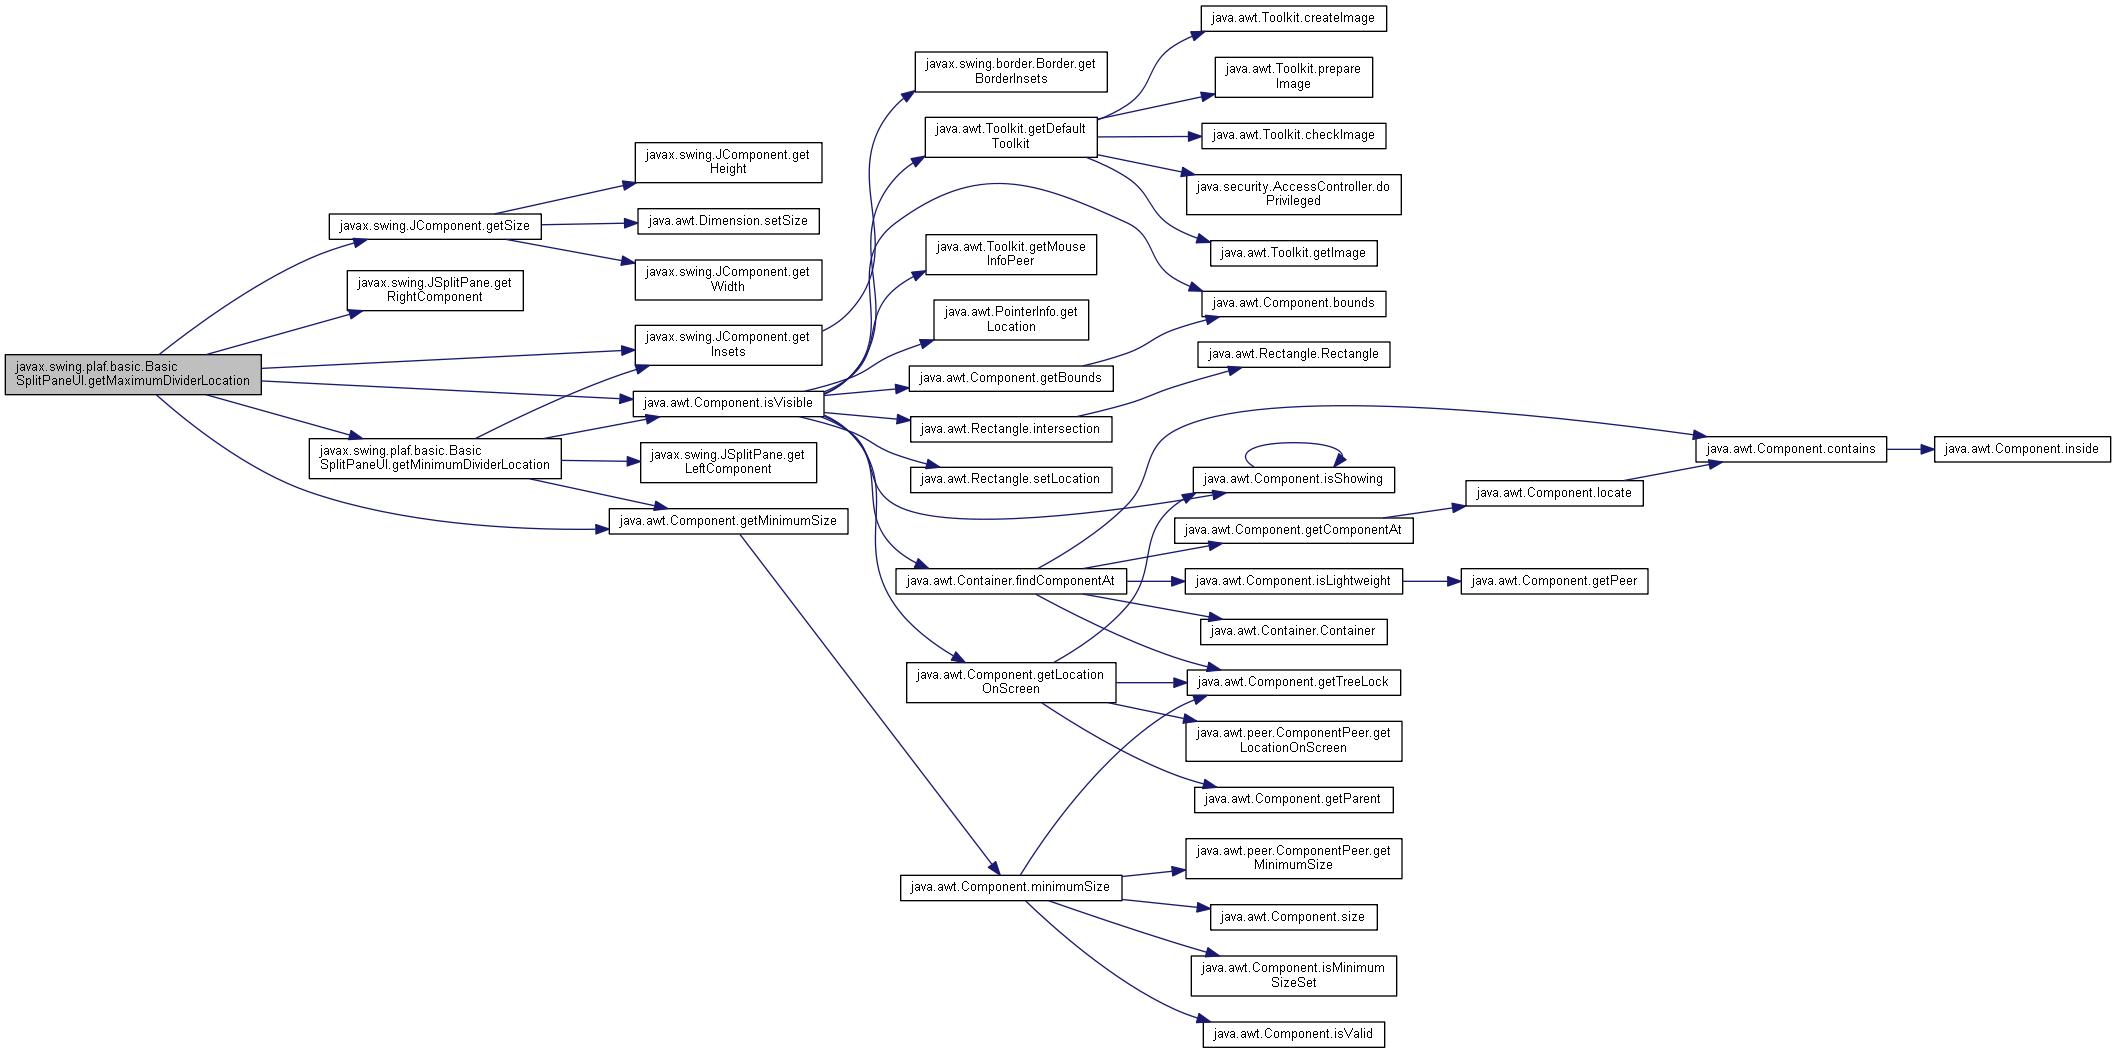 javax.swing.plaf.basic.Basic
SplitPaneUI.getMaximumDividerLocation
javax.swing.JComponent.getSize
javax.swing.JSplitPane.get
RightComponent
javax.swing.plaf.basic.Basic
SplitPaneUI.getMinimumDividerLocation
javax.swing.JComponent.get
Height
java.awt.Dimension.setSize
javax.swing.JComponent.get
Width
javax.swing.JComponent.get
Insets
java.awt.Component.isVisible
javax.swing.JSplitPane.get
LeftComponent
java.awt.Component.getMinimumSize
javax.swing.border.Border.get
BorderInsets
java.awt.Toolkit.getDefault
Toolkit
java.awt.Toolkit.getMouse
InfoPeer
java.awt.PointerInfo.get
Location
java.awt.Component.getBounds
java.awt.Rectangle.intersection
java.awt.Rectangle.setLocation
java.awt.Container.findComponentAt
java.awt.Component.getLocation
OnScreen
java.awt.Component.minimumSize
java.awt.Toolkit.createImage
java.awt.Toolkit.prepare
Image
java.awt.Toolkit.checkImage
java.security.AccessController.do
Privileged
java.awt.Toolkit.getImage
java.awt.Component.bounds
java.awt.Rectangle.Rectangle
java.awt.Component.isShowing
java.awt.Component.getComponentAt
java.awt.Component.isLightweight
java.awt.Container.Container
java.awt.Component.getTreeLock
java.awt.peer.ComponentPeer.get
LocationOnScreen
java.awt.Component.getParent
java.awt.peer.ComponentPeer.get
MinimumSize
java.awt.Component.size
java.awt.Component.isMinimum
SizeSet
java.awt.Component.isValid
java.awt.Component.locate
java.awt.Component.getPeer
java.awt.Component.contains
java.awt.Component.inside